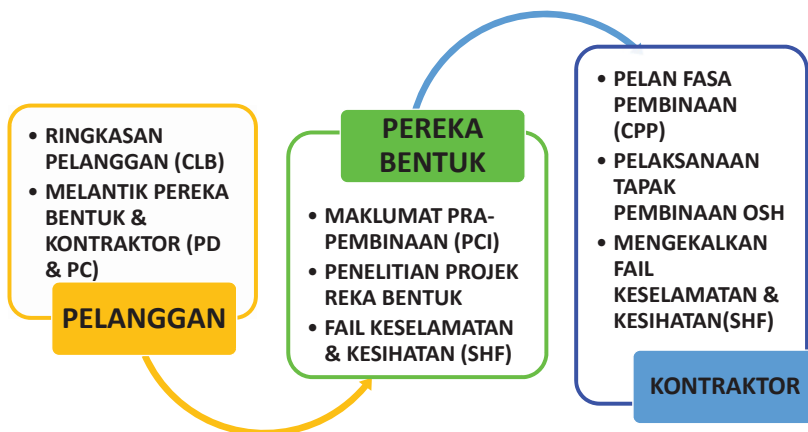 • RINGKASAN
PELANGGAN (CLB)
• MELANTIK PEREKA
BENTUK &
KONTRAKTOR (PD
& PC)
PELANGGAN
PEREKA
BENTUK
• MAKLUMAT PRA-
PEMBINAAN (PCI)
• PENELITIAN PROJEK
REKA BENTUK
• FAIL KESELAMATAN
& KESIHATAN (SHF)
• PELAN FASA
PEMBINAAN
(CPP)
• PELAKSANAAN
TAPAK
PEMBINAAN OSH
• MENGEKALKAN
FAIL
KESELAMATAN &
KESIHATAN(SHF)
KONTRAKTOR